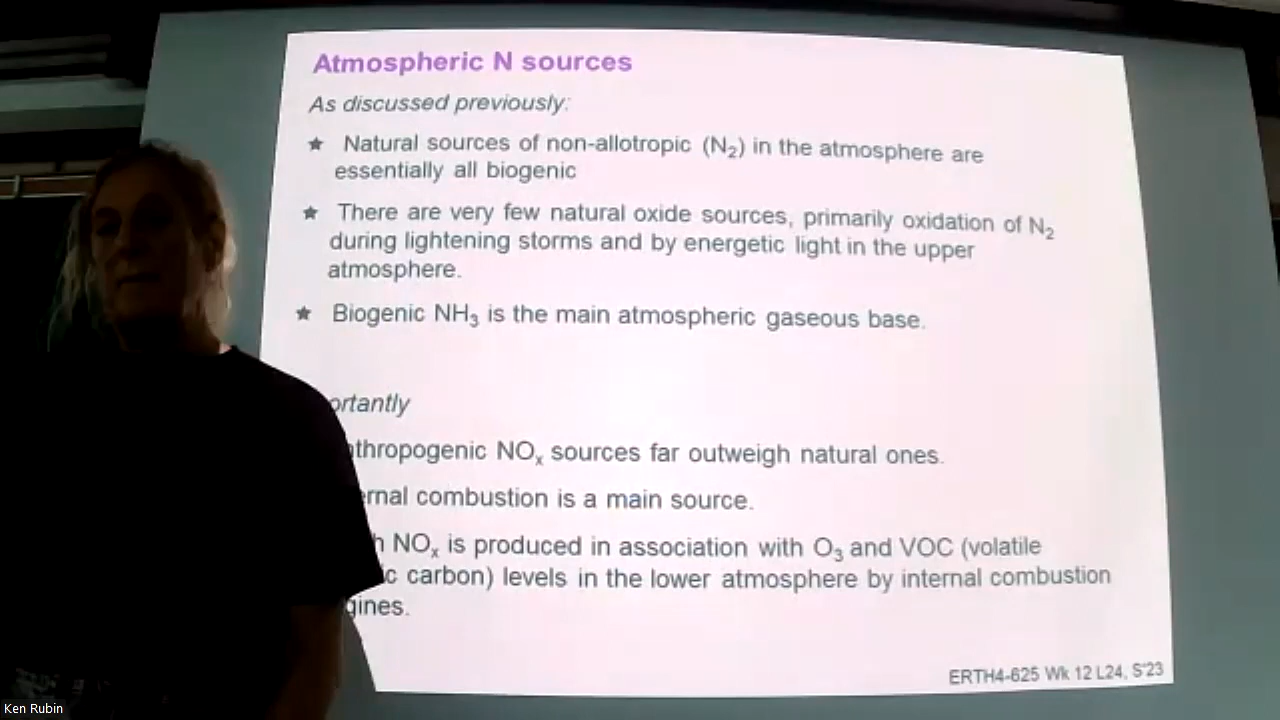 Atmospheric N sources
As discussed previously:
★ Natural sources of non-allotropic (N₂) in the atmosphere are
essentially all biogenic
★ There are very few natural oxide sources, primarily oxidation of N₂
during lightening storms and by energetic light in the upper
atmosphere.
★ Biogenic NH₃ is the main atmospheric gaseous base.
ortantly
thropogenic NOₓ sources far outweigh natural ones.
ernal combustion is a main source.
h NOₓ is produced in association with O₃ and VOC (volatile
c carbon) levels in the lower atmosphere by internal combustion
gines.
ERTH4-625 Wk 12 L24, S'23
Ken Rubin